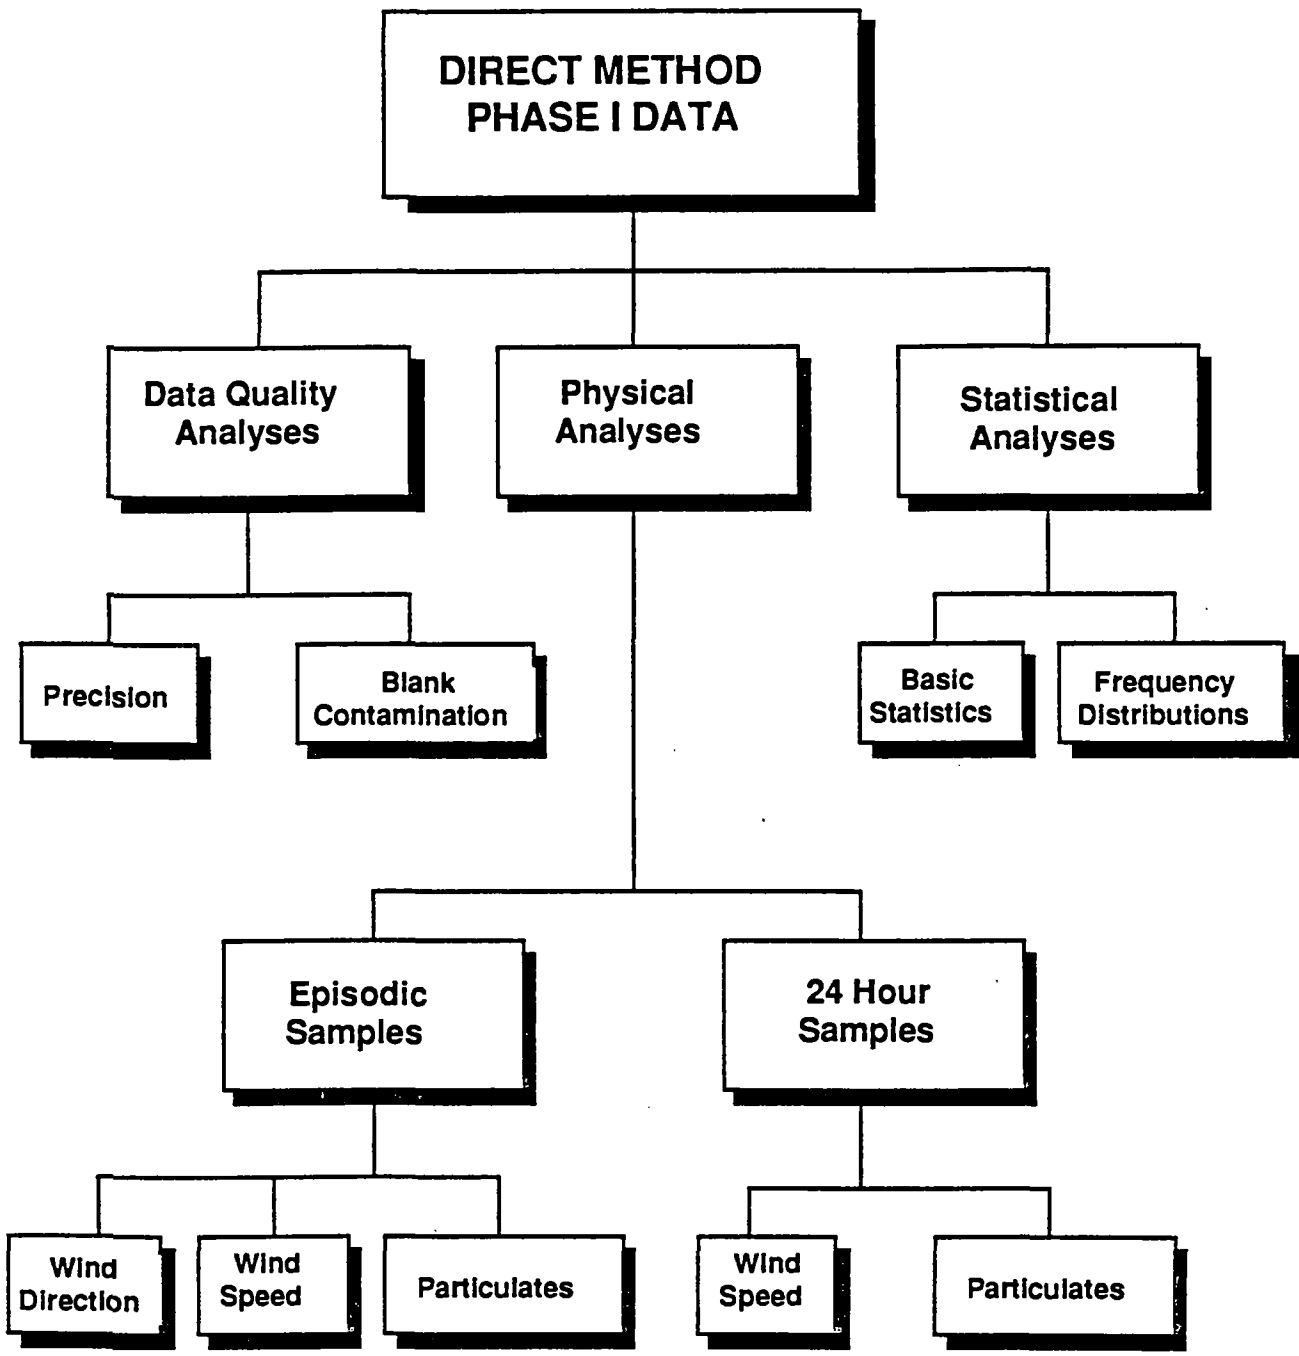 DIRECT METHOD
PHASE I DATA
Data Quality
Analyses
Physical
Analyses
Statistical
Analyses
Precision
Blank
Contamination
Basic
Statistics
Frequency
Distributions
Episodic
Samples
24 Hour
Samples
Wind
Direction
Wind
Speed
Particulates
Wind
Speed
Particulates